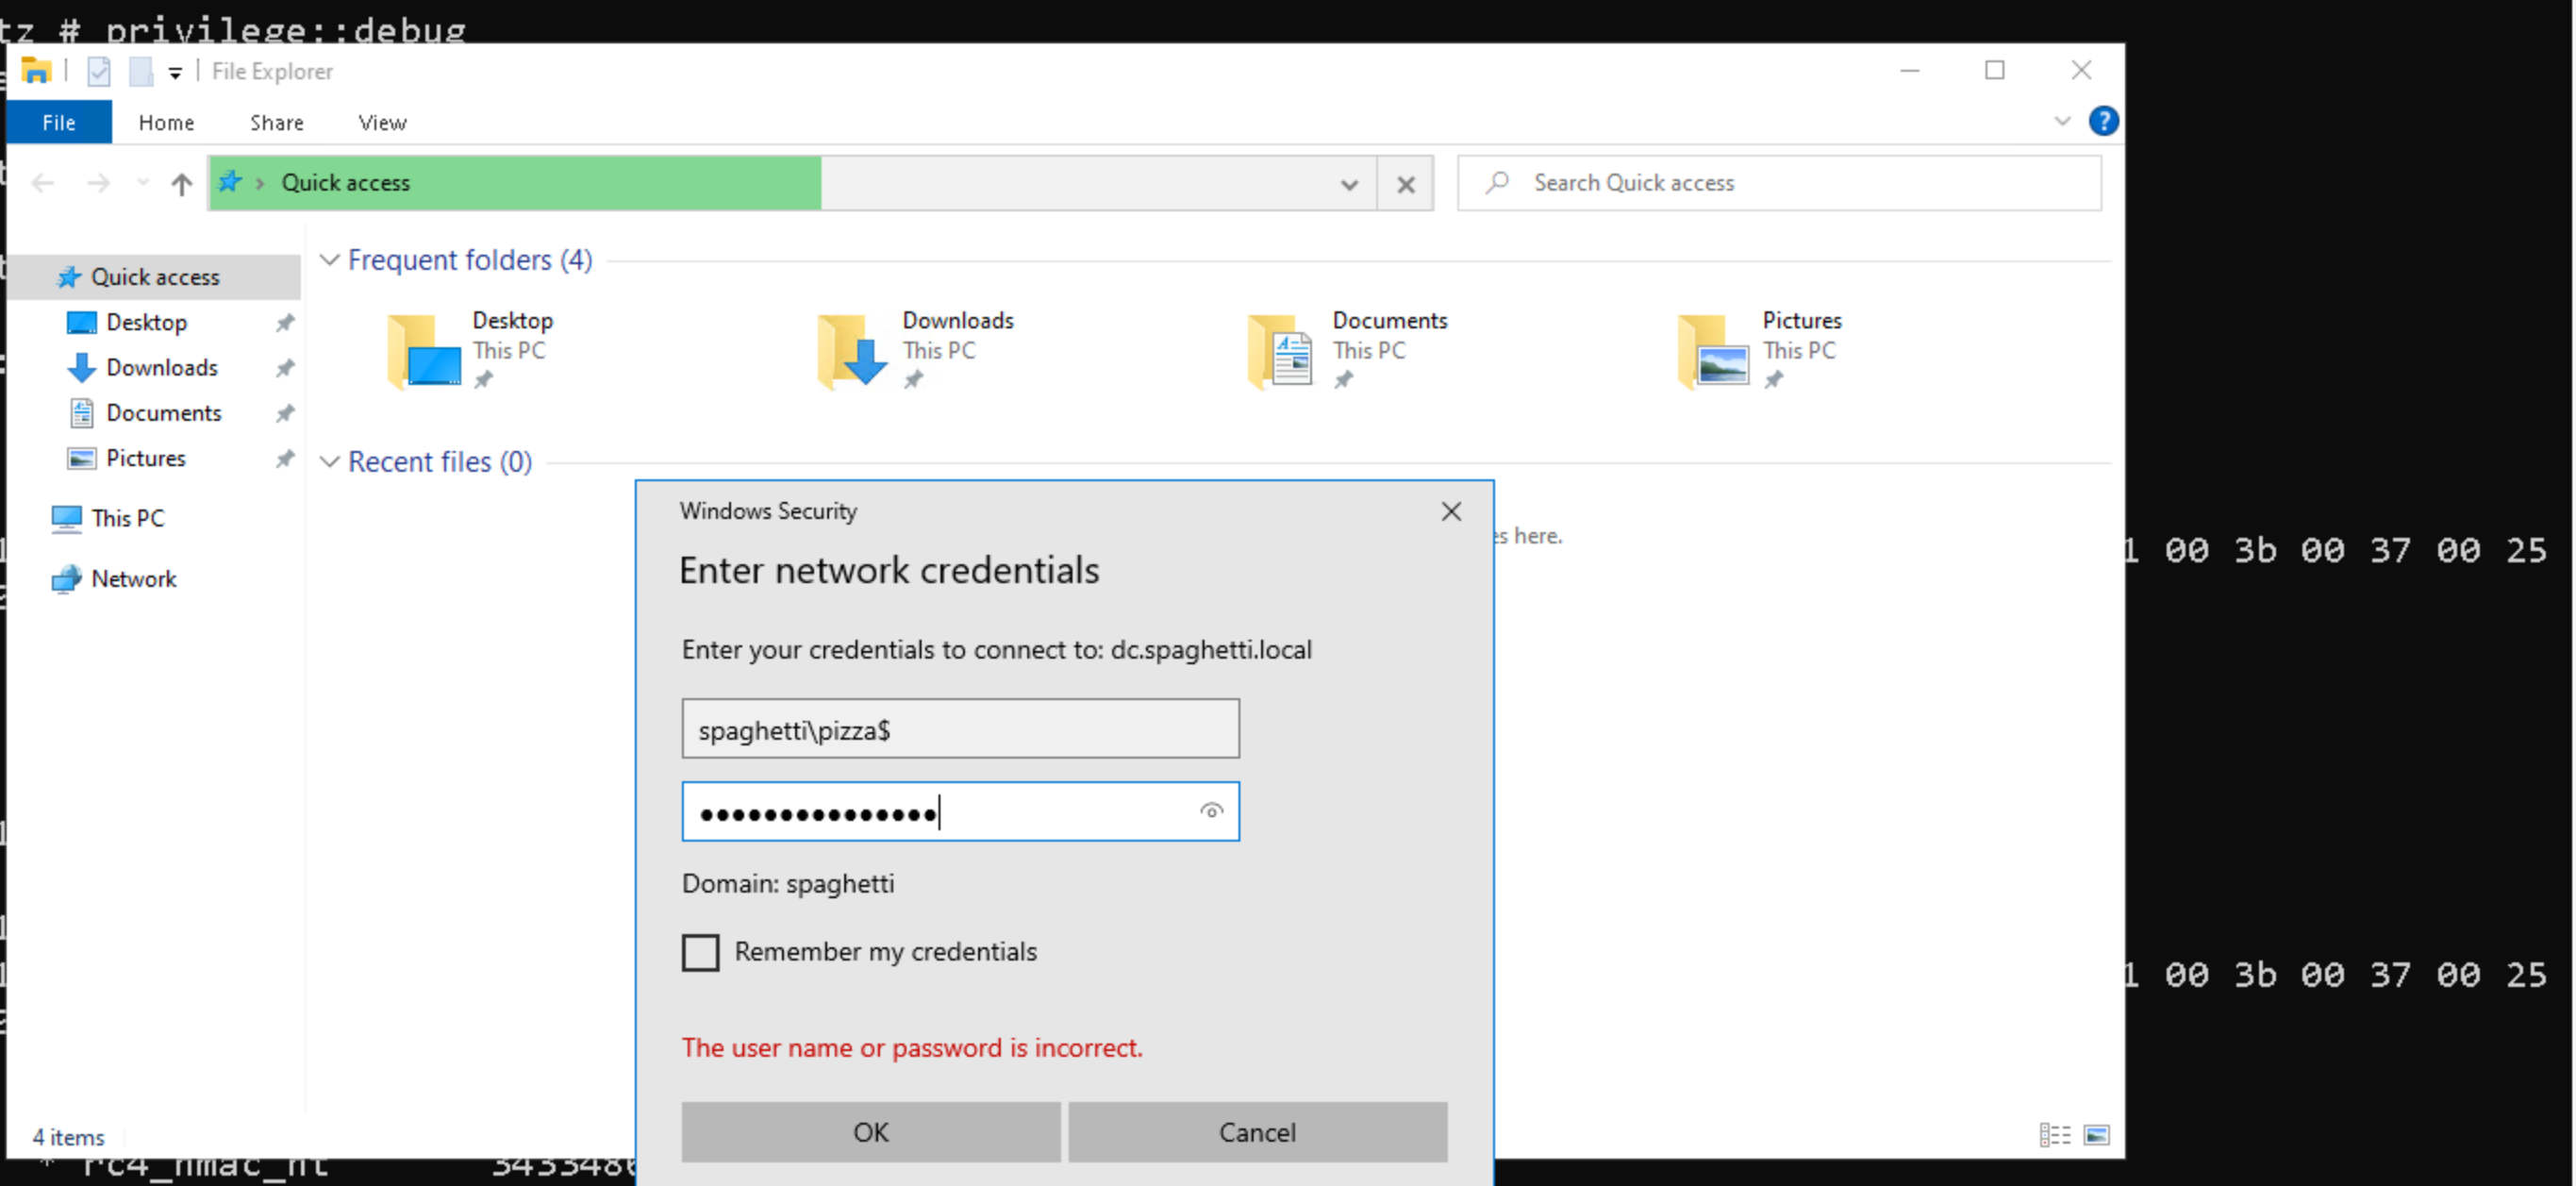 tz # privilege::debug
File Explorer
File Home Share View
Quick access
Search Quick access
Quick access
Desktop
Downloads
Documents
Pictures
This PC
Network
Frequent folders (4)
Desktop
This PC
Downloads
This PC
Documents
This PC
Pictures
This PC
Recent files (0)
es here.
Windows Security
Enter network credentials
Enter your credentials to connect to: dc.spaghetti.local
spaghetti\pizza$
Domain: spaghetti
Remember my credentials
The user name or password is incorrect.
OK Cancel
1 00 3b 00 37 00 25
1 00 3b 00 37 00 25
4 items
* rc4_hmac_nt